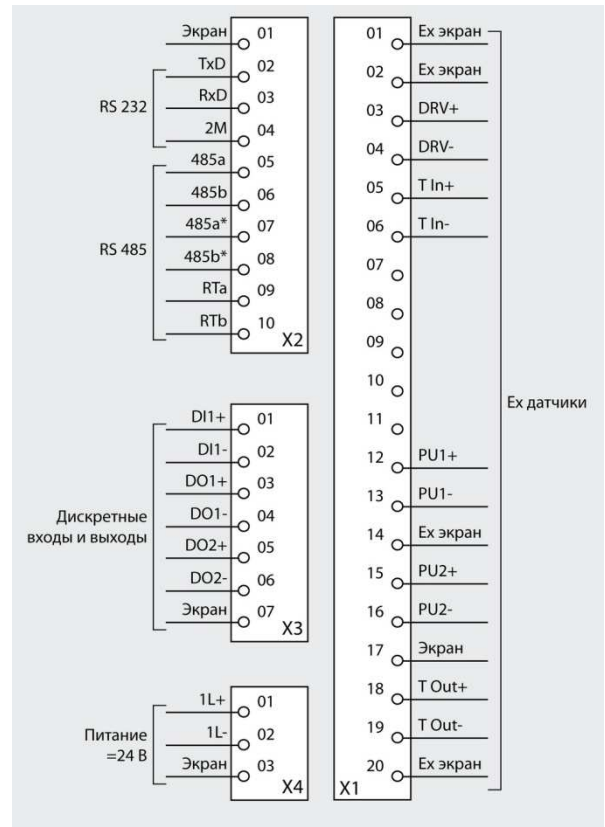 Экран 01
TxD 02
RS 232
RxD 03
2M 04
485a 05
485b 06
485a* 07
RS 485
485b* 08
RTa 09
RTb 10
X2
DI1+ 01
DI1- 02
DO1+ 03
Дискретные
входы и выходы
DO1- 04
DO2+ 05
DO2- 06
Экран 07
X3
1L+ 01
Питание
=24 В
1L- 02
Экран 03
X4
01 Ex экран
02 Ex экран
03 DRV+
04 DRV-
05 T In+
06 T In-
07
08
09
10
11
Ex датчики
12 PU1+
13 PU1-
14 Ex экран
15 PU2+
16 PU2-
17 Экран
18 T Out+
19 T Out-
20 Ex экран
X1